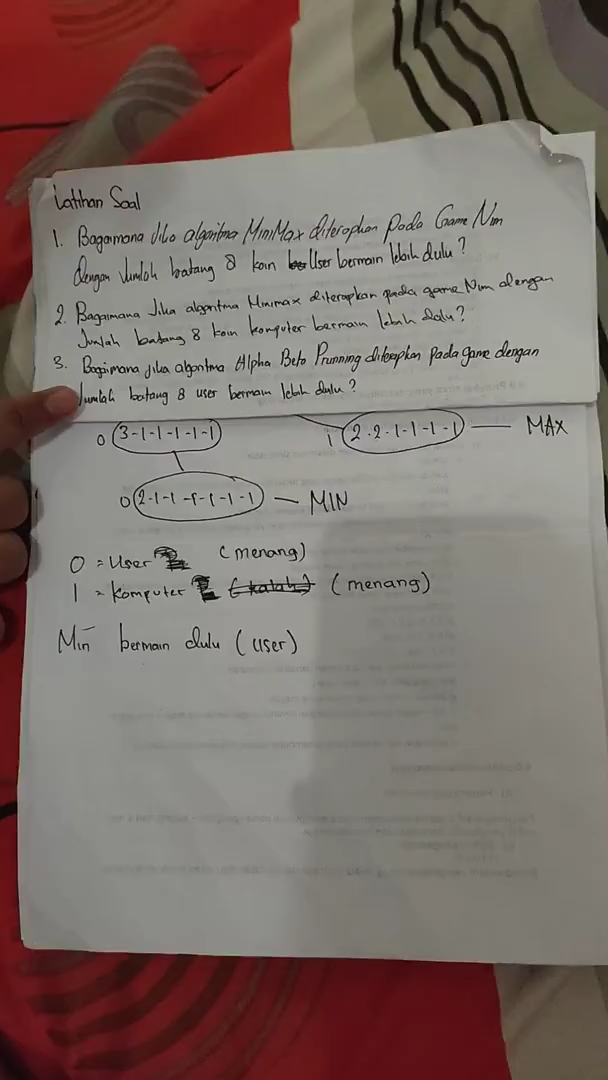 Latihan Soal
1. Bagaimana Jika algoritma MiniMax diterapkan pada Game Nim
dengan Jumlah batang 8 koin User bermain lebih dulu?
2. Bagaimana Jika algoritma Minimax diterapkan pada game Nim dengan
Jumlah batang 8 koin komputer bermain lebih dulu?
3. Bagaimana jika algoritma Alpha Beta Prunning diterapkan pada game dengan
Jumlah batang 8 user bermain lebih dulu?
0 3-1-1-1-1-1 1 2-2-1-1-1-1 — MAX
0 2-1-1-1-1-1-1 — MIN
0 = User (menang)
1 = Komputer (kalah) (menang)
Min bermain dulu (user)